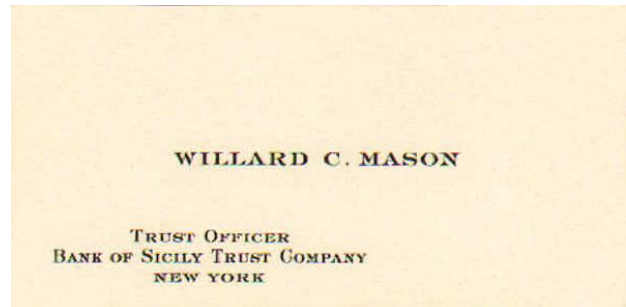 WILLARD C. MASON
TRUST OFFICER
BANK OF SICILY TRUST COMPANY
NEW YORK